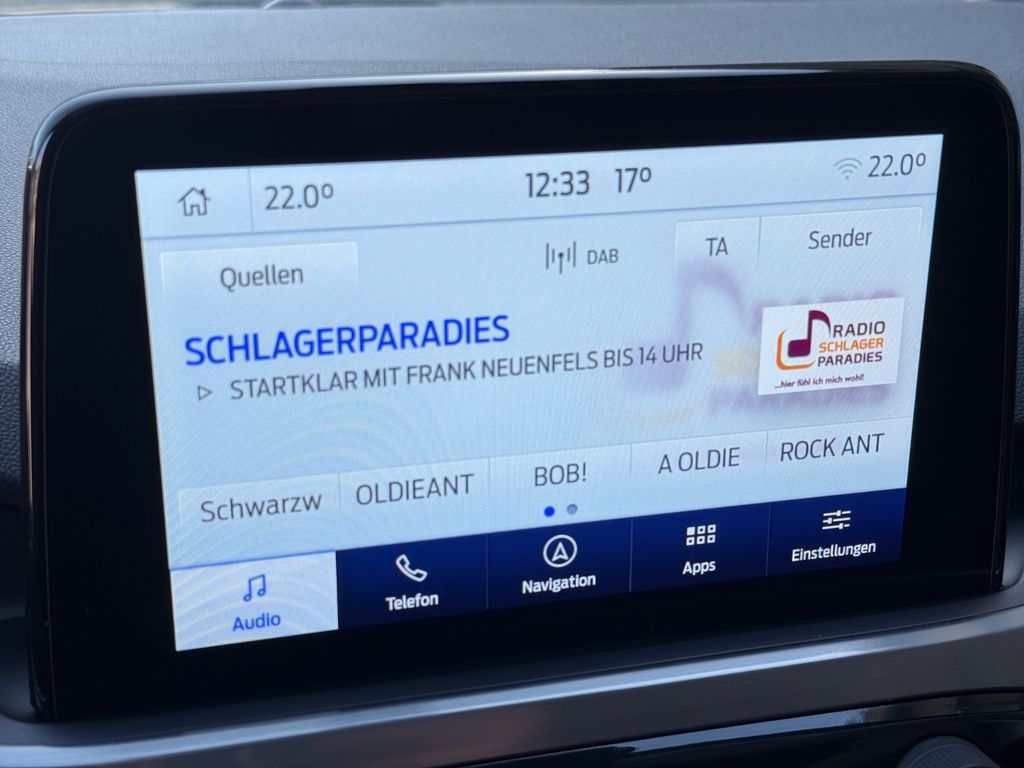 22.0°
12:33
17°
22.0°
Quellen
DAB
TA
Sender
SCHLAGERPARADIES
STARTKLAR MIT FRANK NEUENFELS BIS 14 UHR
RADIO
SCHLAGER
PARADIES
...hier fühl ich mich wohl!
Schwarzw
OLDIEANT
BOB!
A OLDIE
ROCK ANT
Audio
Telefon
Navigation
Apps
Einstellungen